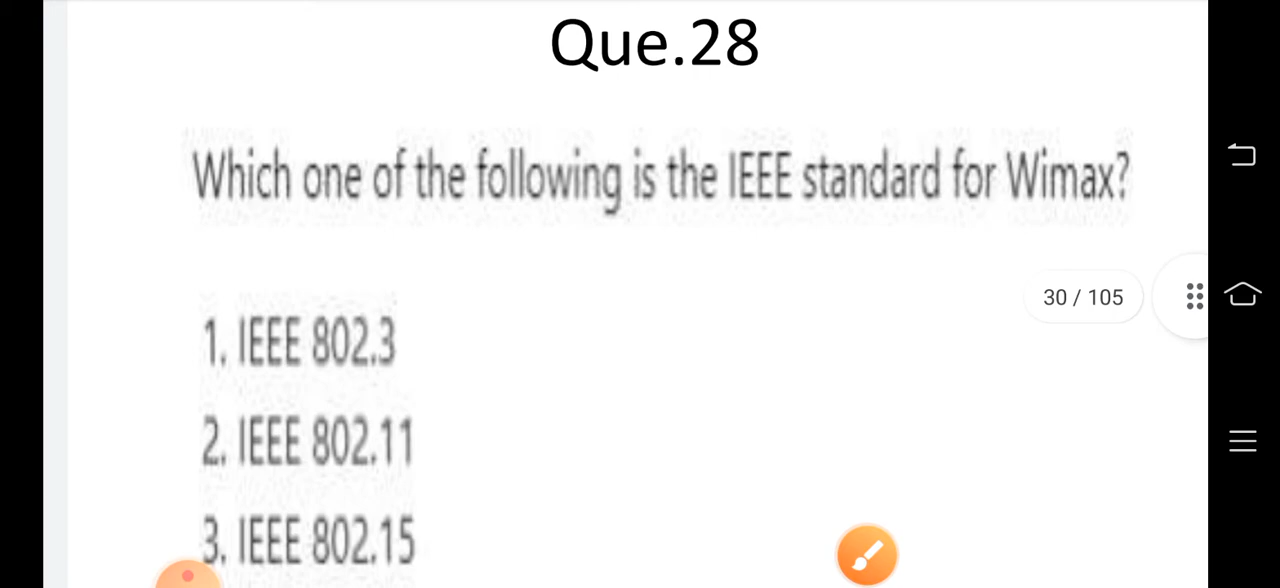 Que.28
Which one of the following is the IEEE standard for Wimax?
30 / 105
1. IEEE 802.3
2. IEEE 802.11
3. IEEE 802.15